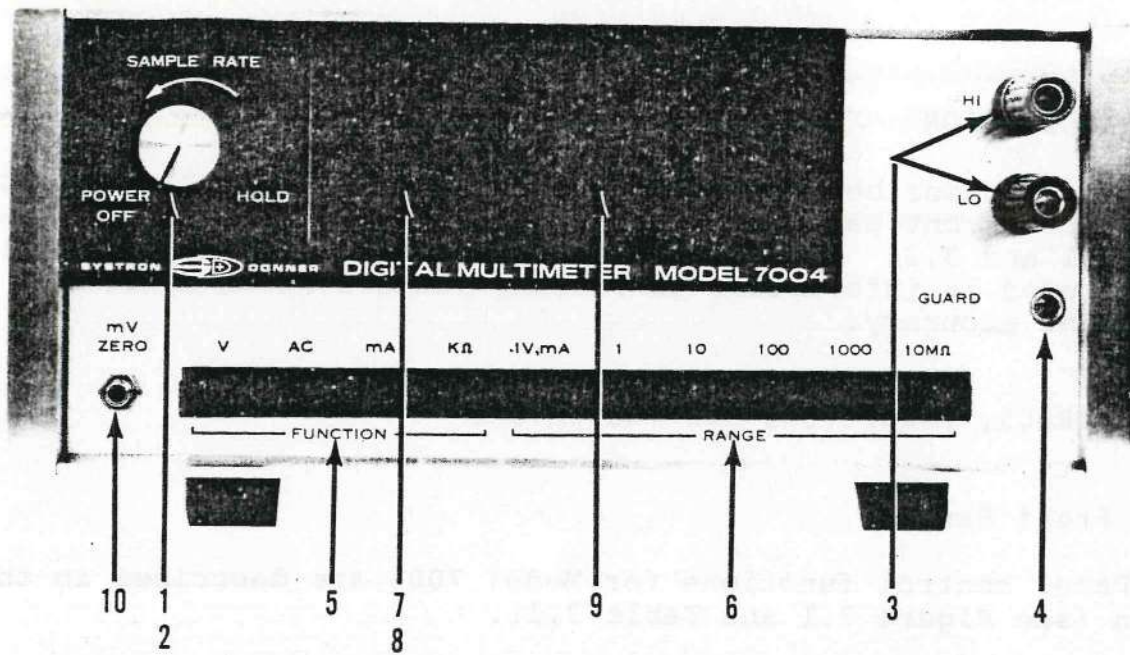 SAMPLE RATE
POWER OFF
HOLD
SYSTRON DONNER DIGITAL MULTIMETER MODEL 7004
HI
LO
GUARD
mV ZERO
V AC mA KΩ .1V,mA 1 10 100 1000 10MΩ
FUNCTION RANGE
10 1 5 7 9 6 3 4
2 8